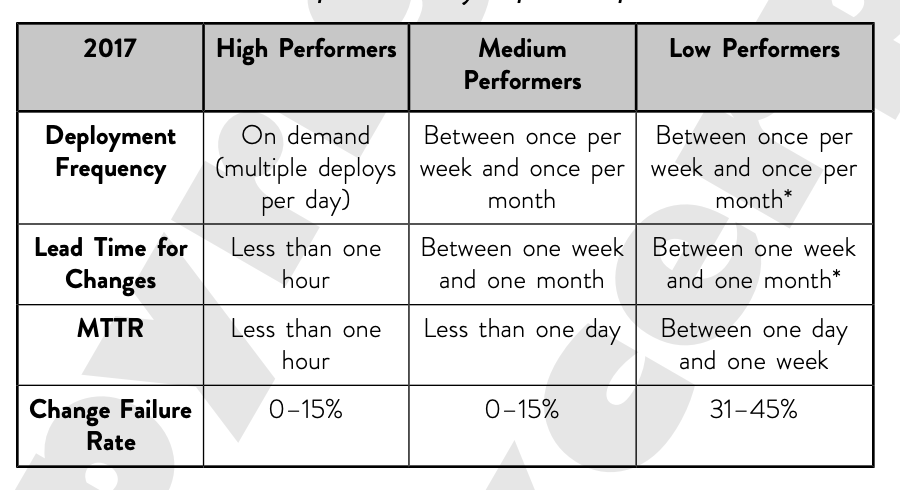 2017 High Performers Medium Performers Low Performers
Deployment Frequency On demand (multiple deploys per day) Between once per week and once per month Between once per week and once per month*
Lead Time for Changes Less than one hour Between one week and one month Between one week and one month*
MTTR Less than one hour Less than one day Between one day and one week
Change Failure Rate 0–15% 0–15% 31–45%